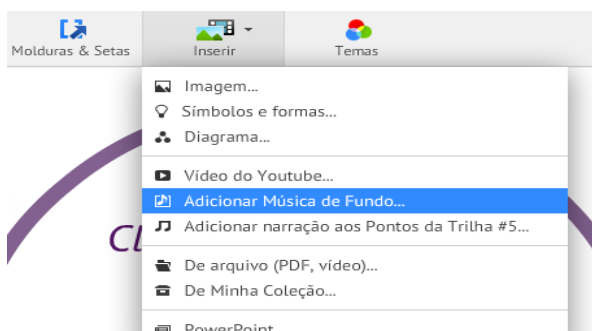 Molduras & Setas Inserir Temas
Imagem...
Símbolos e formas...
Diagrama...
Vídeo do Youtube...
Adicionar Música de Fundo...
Adicionar narração aos Pontos da Trilha #5...
De arquivo (PDF, vídeo)...
De Minha Coleção...
PowerPoint